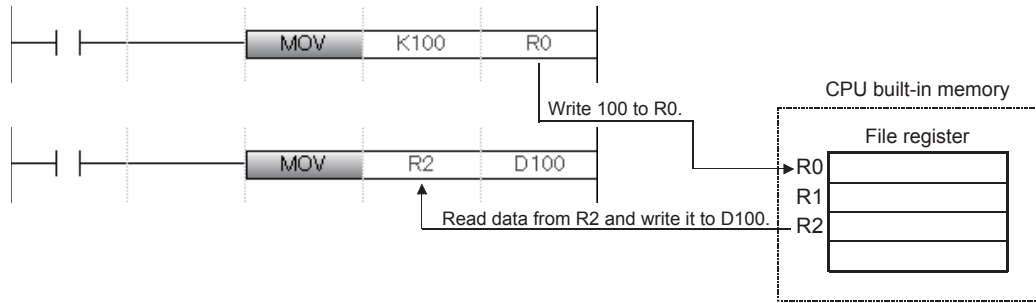 MOV K100 R0
CPU built-in memory
Write 100 to R0.
File register
MOV R2 D100
R0
R1
Read data from R2 and write it to D100.
R2